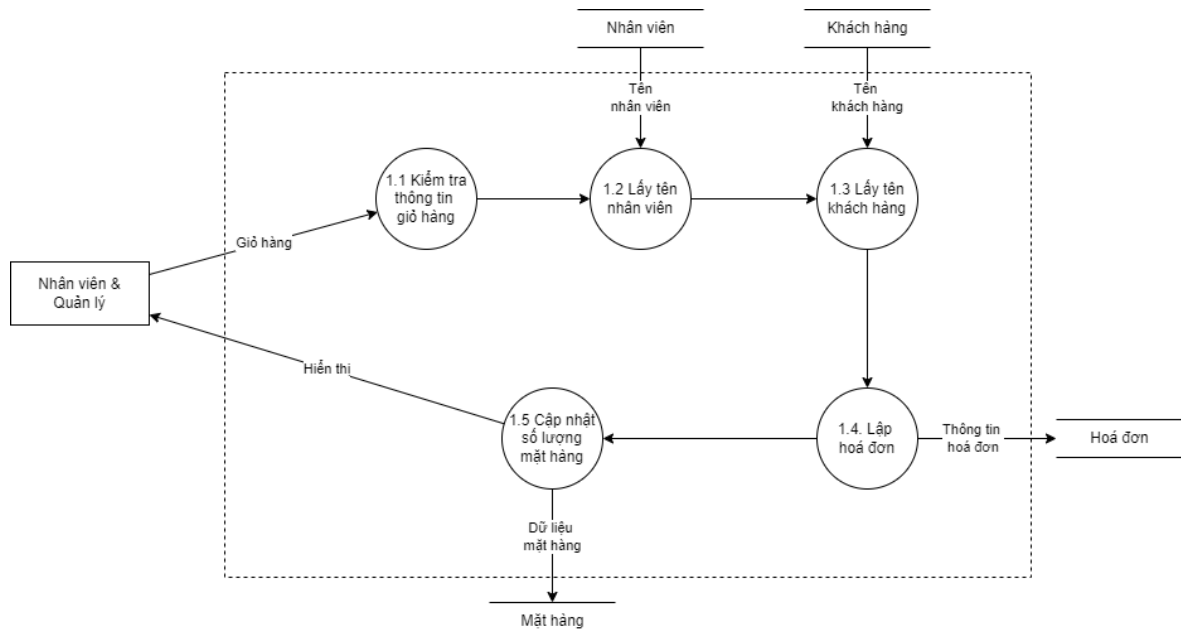 Nhân viên
Khách hàng
Tên
nhân viên
Tên
khách hàng
1.1 Kiểm tra
thông tin
giỏ hàng
1.2 Lấy tên
nhân viên
1.3 Lấy tên
khách hàng
Giỏ hàng
Nhân viên &
Quản lý
Hiển thị
1.5 Cập nhật
số lượng
mặt hàng
1.4. Lập
hoá đơn
Thông tin
hoá đơn
Hoá đơn
Dữ liệu
mặt hàng
Mặt hàng